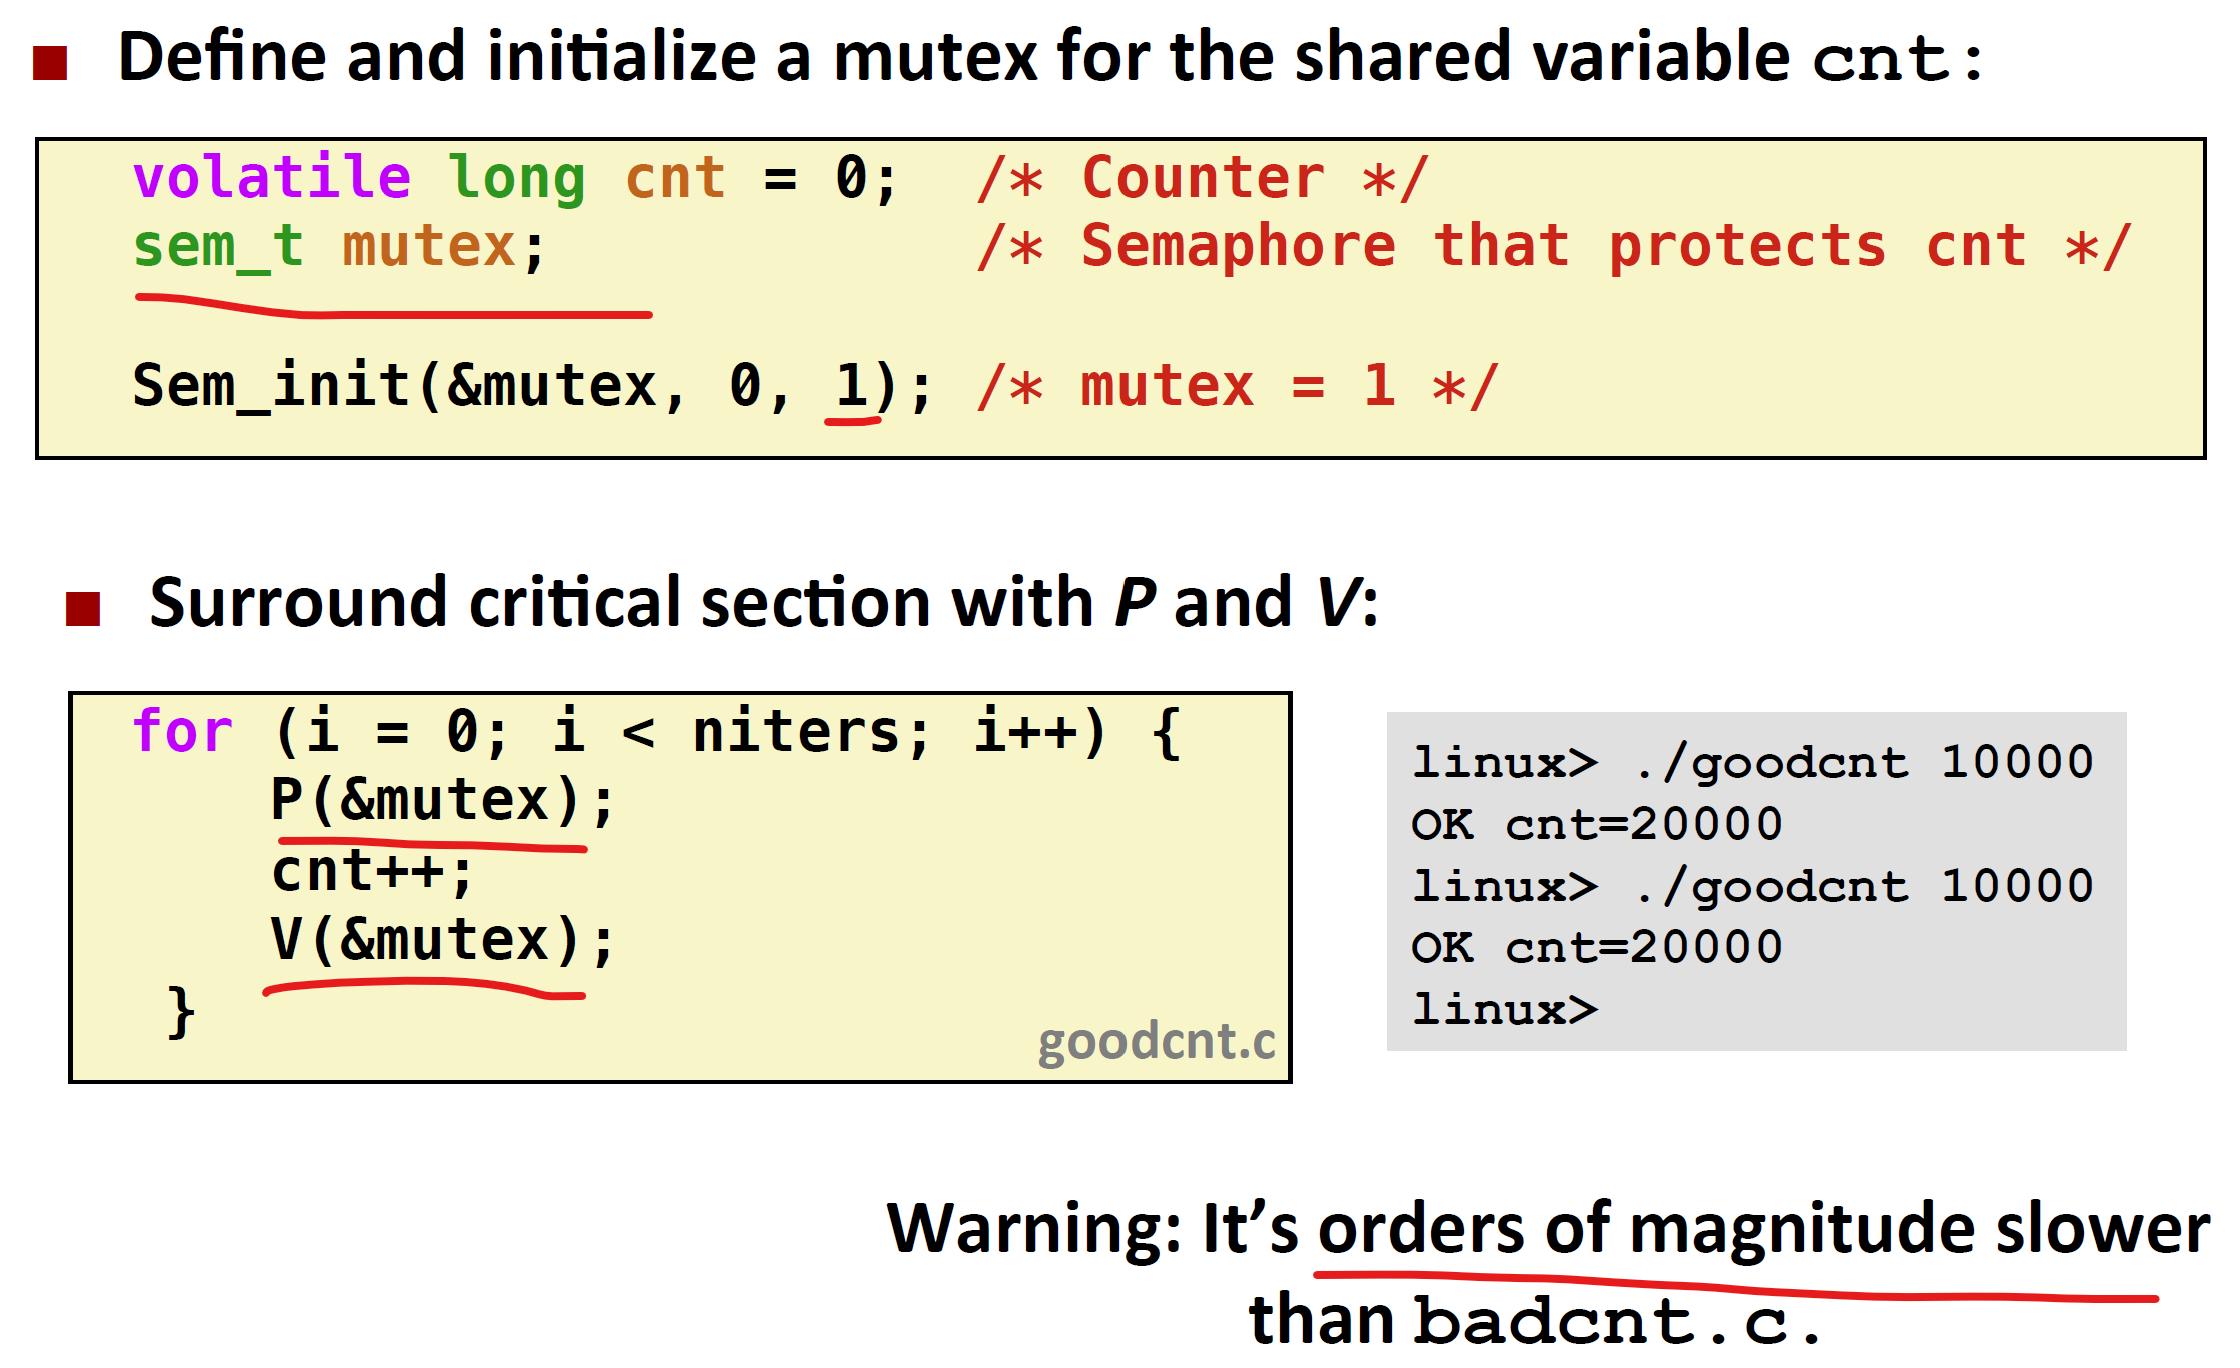 ■ Define and initialize a mutex for the shared variable cnt:
volatile long cnt = 0;  /* Counter */
sem_t mutex;            /* Semaphore that protects cnt */
Sem_init(&mutex, 0, 1); /* mutex = 1 */
■ Surround critical section with P and V:
for (i = 0; i < niters; i++) {
    P(&mutex);
    cnt++;
    V(&mutex);
}
goodcnt.c
linux> ./goodcnt 10000
OK cnt=20000
linux> ./goodcnt 10000
OK cnt=20000
linux>
Warning: It’s orders of magnitude slower
than badcnt.c.